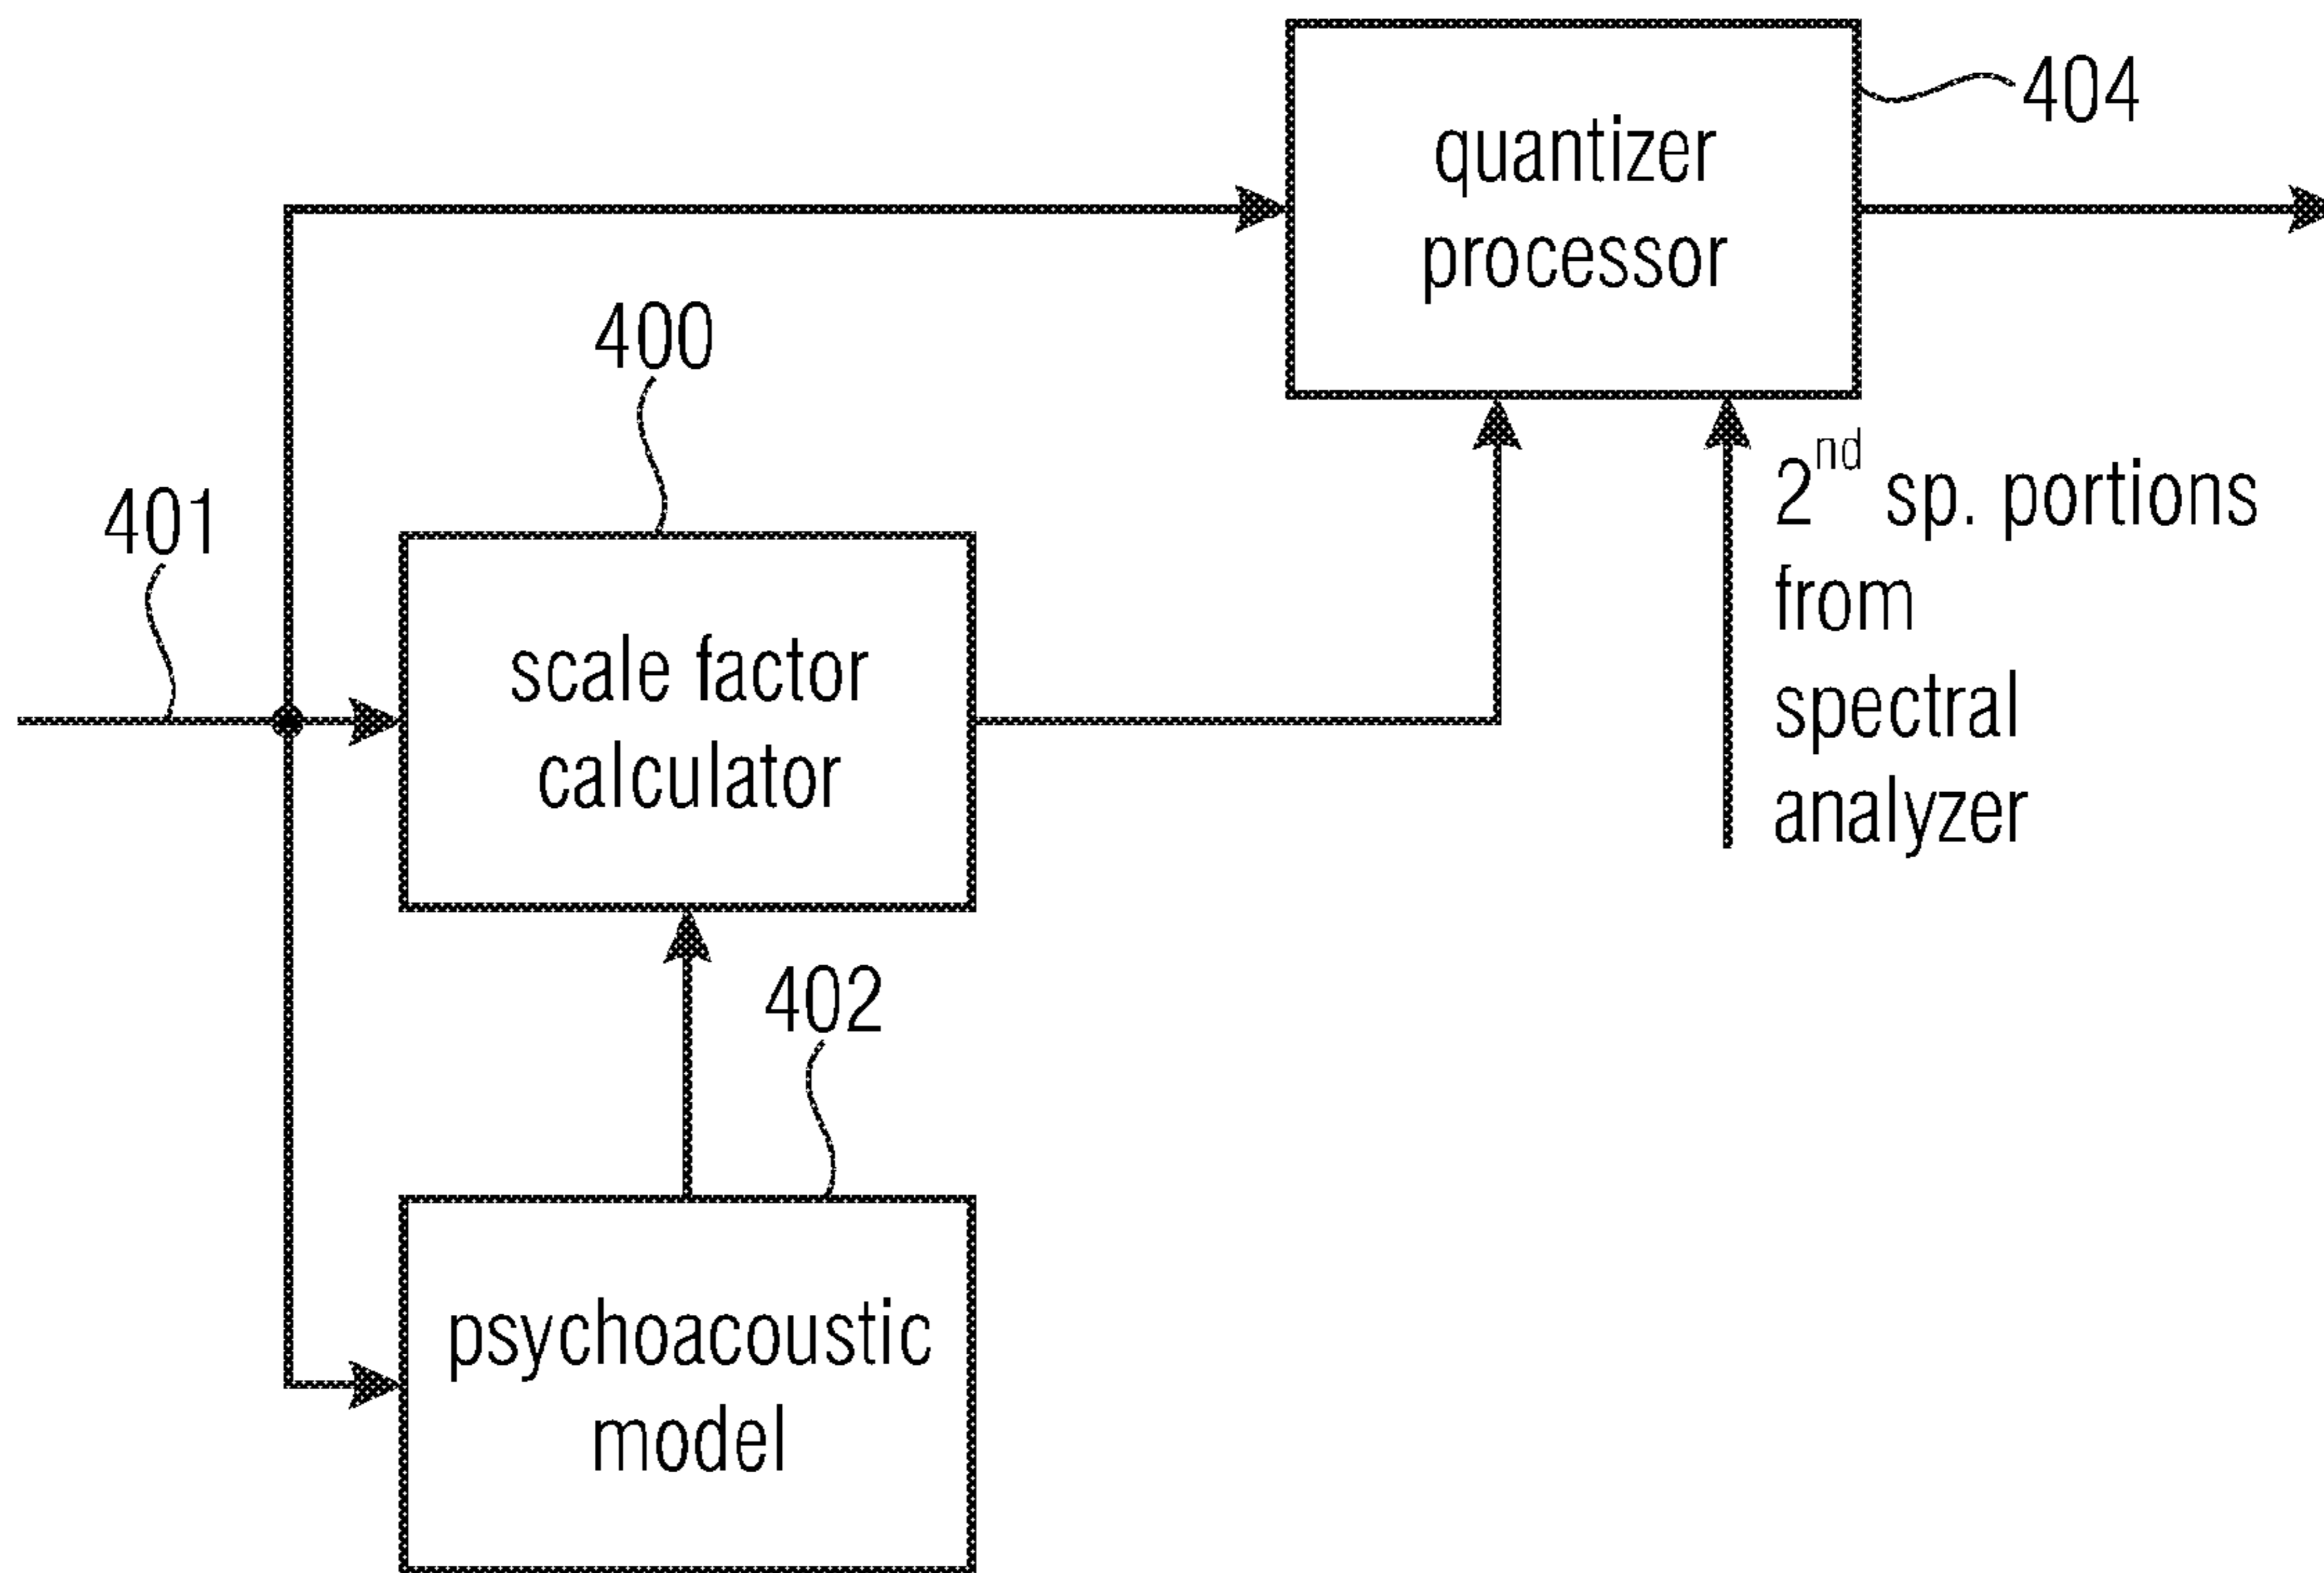 quantizer
processor
404
400
401
scale factor
calculator
2nd sp. portions
from
spectral
analyzer
402
psychoacoustic
model